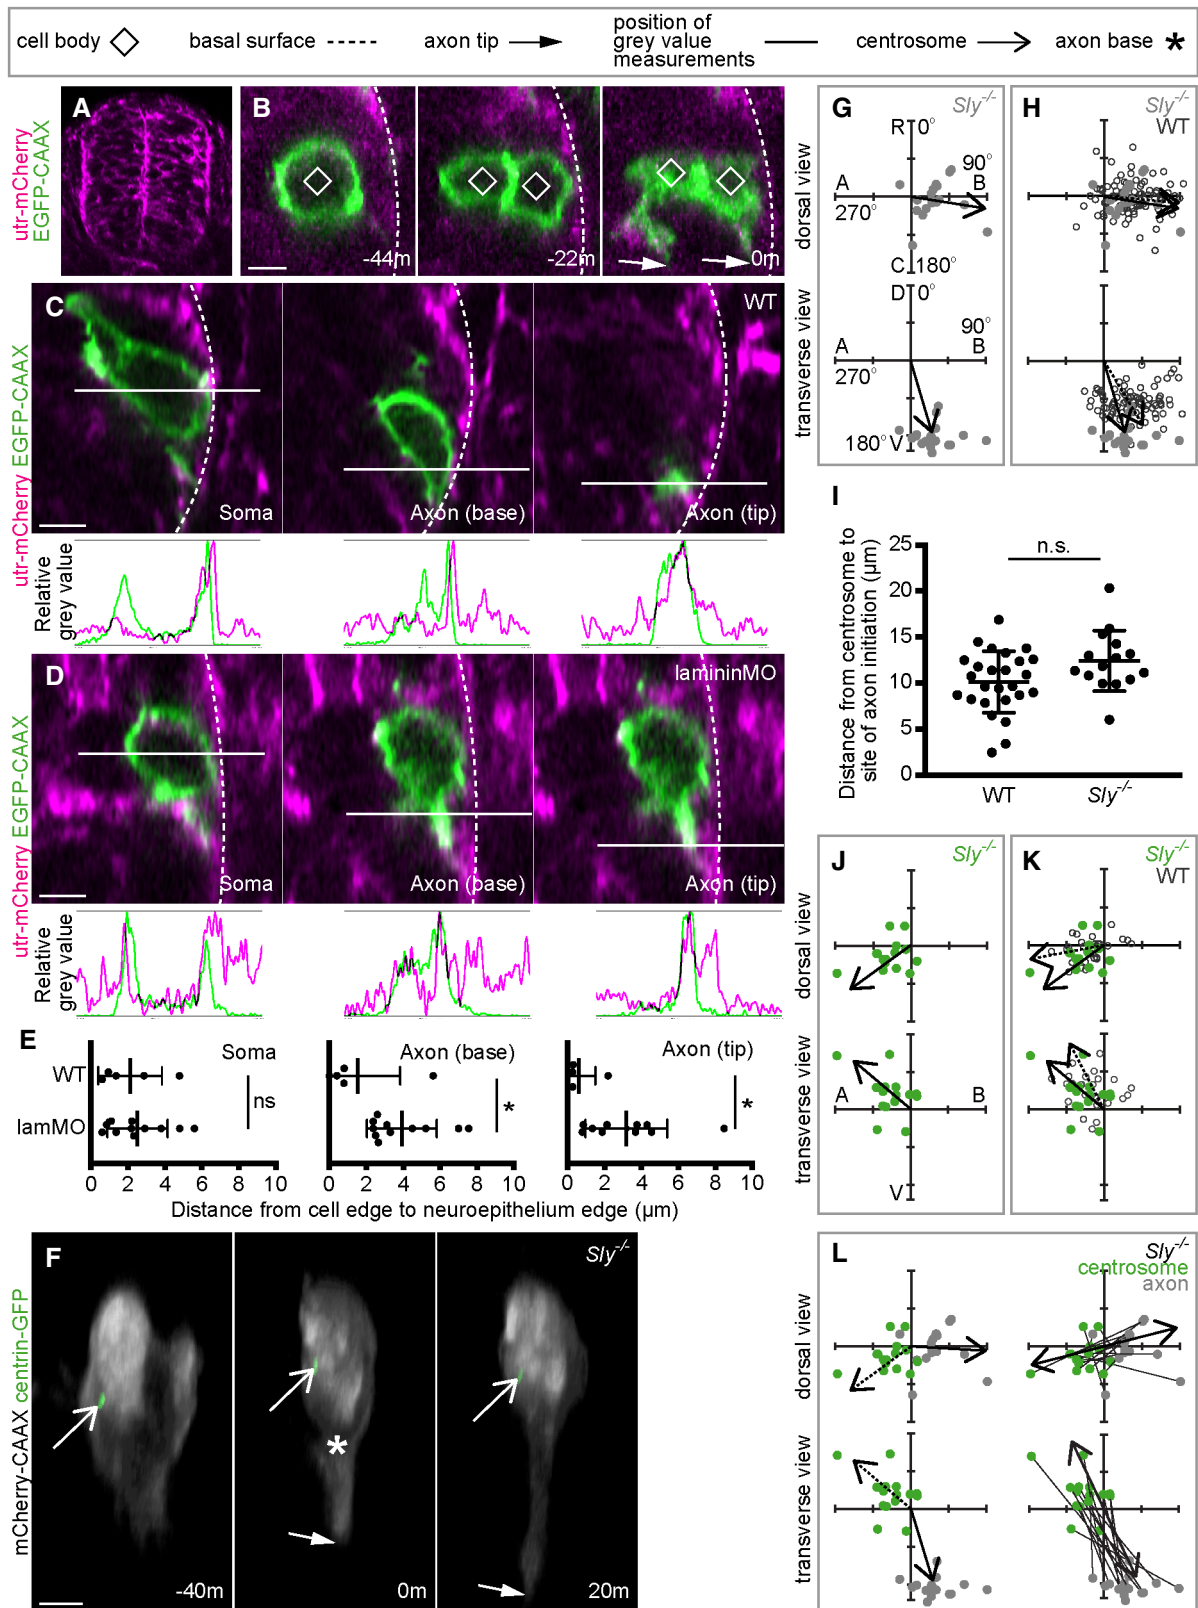 cell body
basal surface
axon tip
position of
grey value
measurements
centrosome
axon base *
utr-mCherry
EGFP-CAAX
A
B
-44m
-22m
0m
utr-mCherry EGFP-CAAX
C
WT
Soma
Axon (base)
Axon (tip)
Relative
grey value
utr-mCherry EGFP-CAAX
D
lamininMO
Soma
Axon (base)
Axon (tip)
Relative
grey value
E
Soma
Axon (base)
Axon (tip)
WT
lamMO
ns
*
*
0 2 4 6 8 10
0 2 4 6 8 10
0 2 4 6 8 10
Distance from cell edge to neuroepithelium edge (µm)
mCherry-CAAX centrin-GFP
F
Sly-/-
*
-40m
0m
20m
G
Sly-/-
dorsal view
R 0°
90°
A
B
270°
C 180°
transverse view
D 0°
90°
A
B
270°
180° V
H
Sly-/-
WT
I
Distance from centrosome to
site of axon initiation (µm)
25
20
15
10
5
0
n.s.
WT
Sly-/-
J
Sly-/-
dorsal view
transverse view
A
B
V
K
Sly-/-
WT
L
Sly-/-
centrosome
axon
dorsal view
transverse view